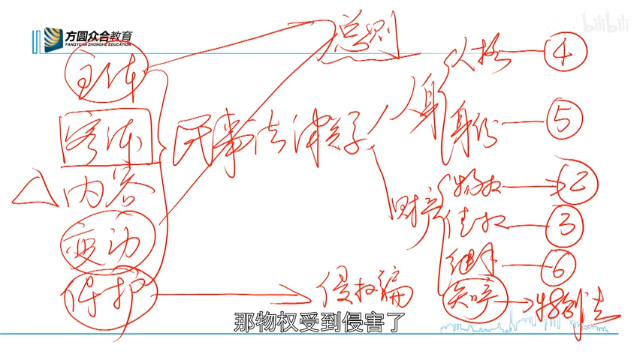 方圆众合教育
FANGYUAN ZHONGHE EDUCATION
bilibili
主体
客体
内容
变动
保护
民事法律关系
总则
侵权编
人身
财产
人格 ④
身份 ⑤
物权 ②
债权 ③
继承 ⑥
知产 特别法
那物权受到侵害了